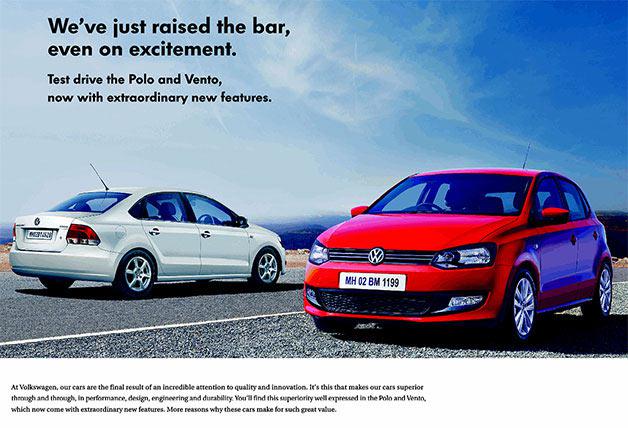 We've just raised the bar,
even on excitement.
Test drive the Polo and Vento,
now with extraordinary new features.
MH 02 BM 1199
At Volkswagen, our cars are the final result of an incredible attention to quality and innovation. It's this that makes our cars superior
through and through, in performance, design, engineering and durability. You'll find this superiority well expressed in the Polo and Vento,
which now come with extraordinary new features. More reasons why these cars make for such great value.